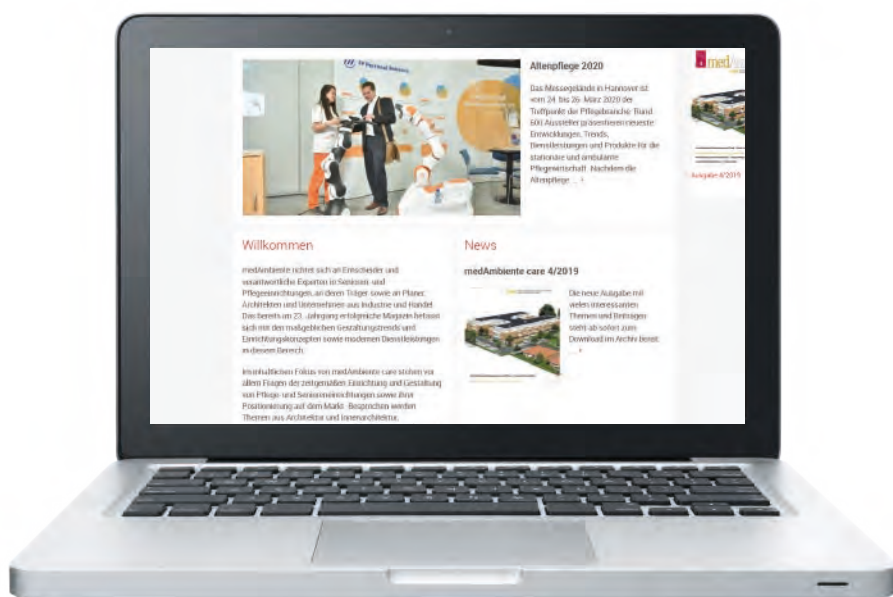 Altenpflege 2020
Das Messegelände in Hannover ist
vom 24. bis 26. März 2020 der
Treffpunkt der Pflegebranche. Rund
600 Aussteller präsentieren neueste
Entwicklungen, Trends,
Dienstleistungen und Produkte für die
stationäre und ambulante
Pflegewirtschaft. Nachdem die
Altenpflege ... ›
Ausgabe 4/2019
Willkommen
medAmbiente richtet sich an Entscheider und
verantwortliche Experten in Senioren- und
Pflegeeinrichtungen, an deren Träger sowie an Planer,
Architekten und Unternehmen aus Industrie und Handel.
Das bereits im 23. Jahrgang erfolgreiche Magazin befasst
sich mit den maßgeblichen Gestaltungstrends und
Einrichtungskonzepten sowie modernen Dienstleistungen
in diesem Bereich.
Im inhaltlichen Fokus von medAmbiente care stehen vor
allem Fragen der zeitgemäßen Einrichtung und Gestaltung
von Pflege- und Senioreneinrichtungen sowie ihrer
Positionierung auf dem Markt. Besprochen werden
Themen aus Architektur und Innenarchitektur,
News
medAmbiente care 4/2019
Die neue Ausgabe mit
vielen interessanten
Themen und Beiträgen
steht ab sofort zum
Download im Archiv bereit.
... ›